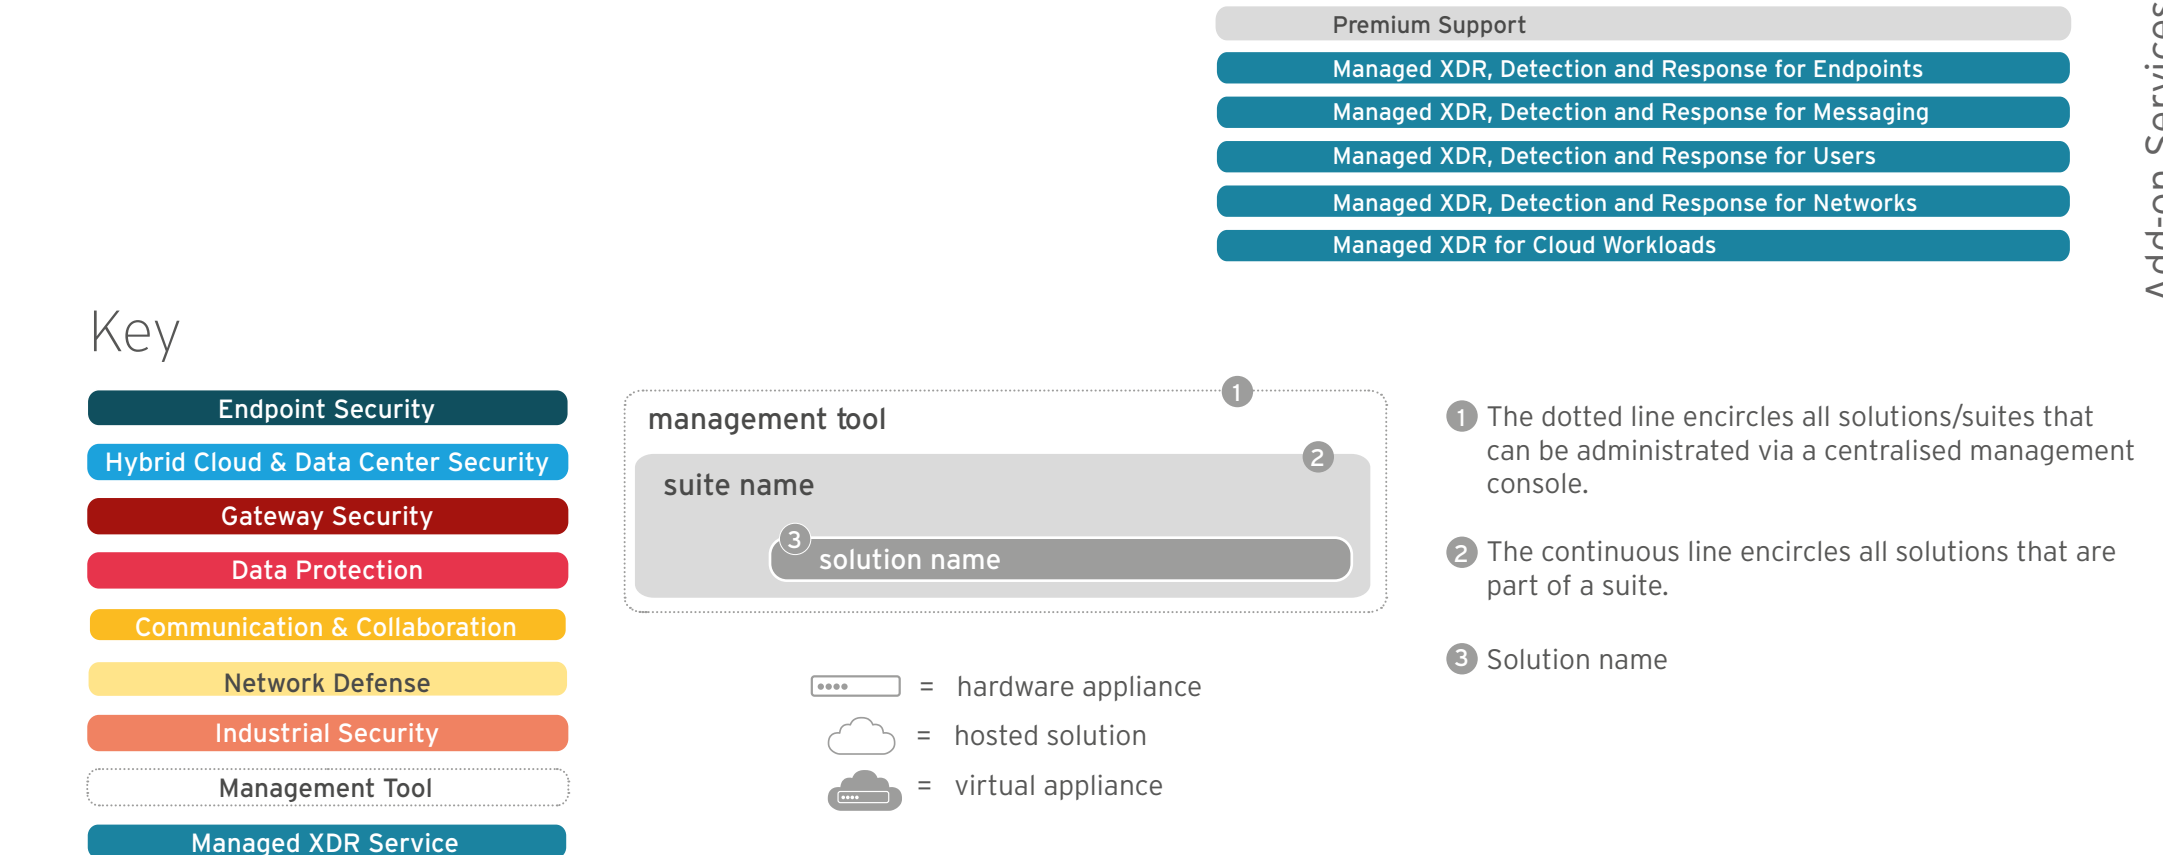 Premium Support
Managed XDR, Detection and Response for Endpoints
Managed XDR, Detection and Response for Messaging
Managed XDR, Detection and Response for Users
Managed XDR, Detection and Response for Networks
Managed XDR for Cloud Workloads
Add-on Services
Key
Endpoint Security
Hybrid Cloud & Data Center Security
Gateway Security
Data Protection
Communication & Collaboration
Network Defense
Industrial Security
Management Tool
Managed XDR Service
1
management tool
2
suite name
3
solution name
= hardware appliance
= hosted solution
= virtual appliance
1 The dotted line encircles all solutions/suites that
can be administrated via a centralised management
console.
2 The continuous line encircles all solutions that are
part of a suite.
3 Solution name